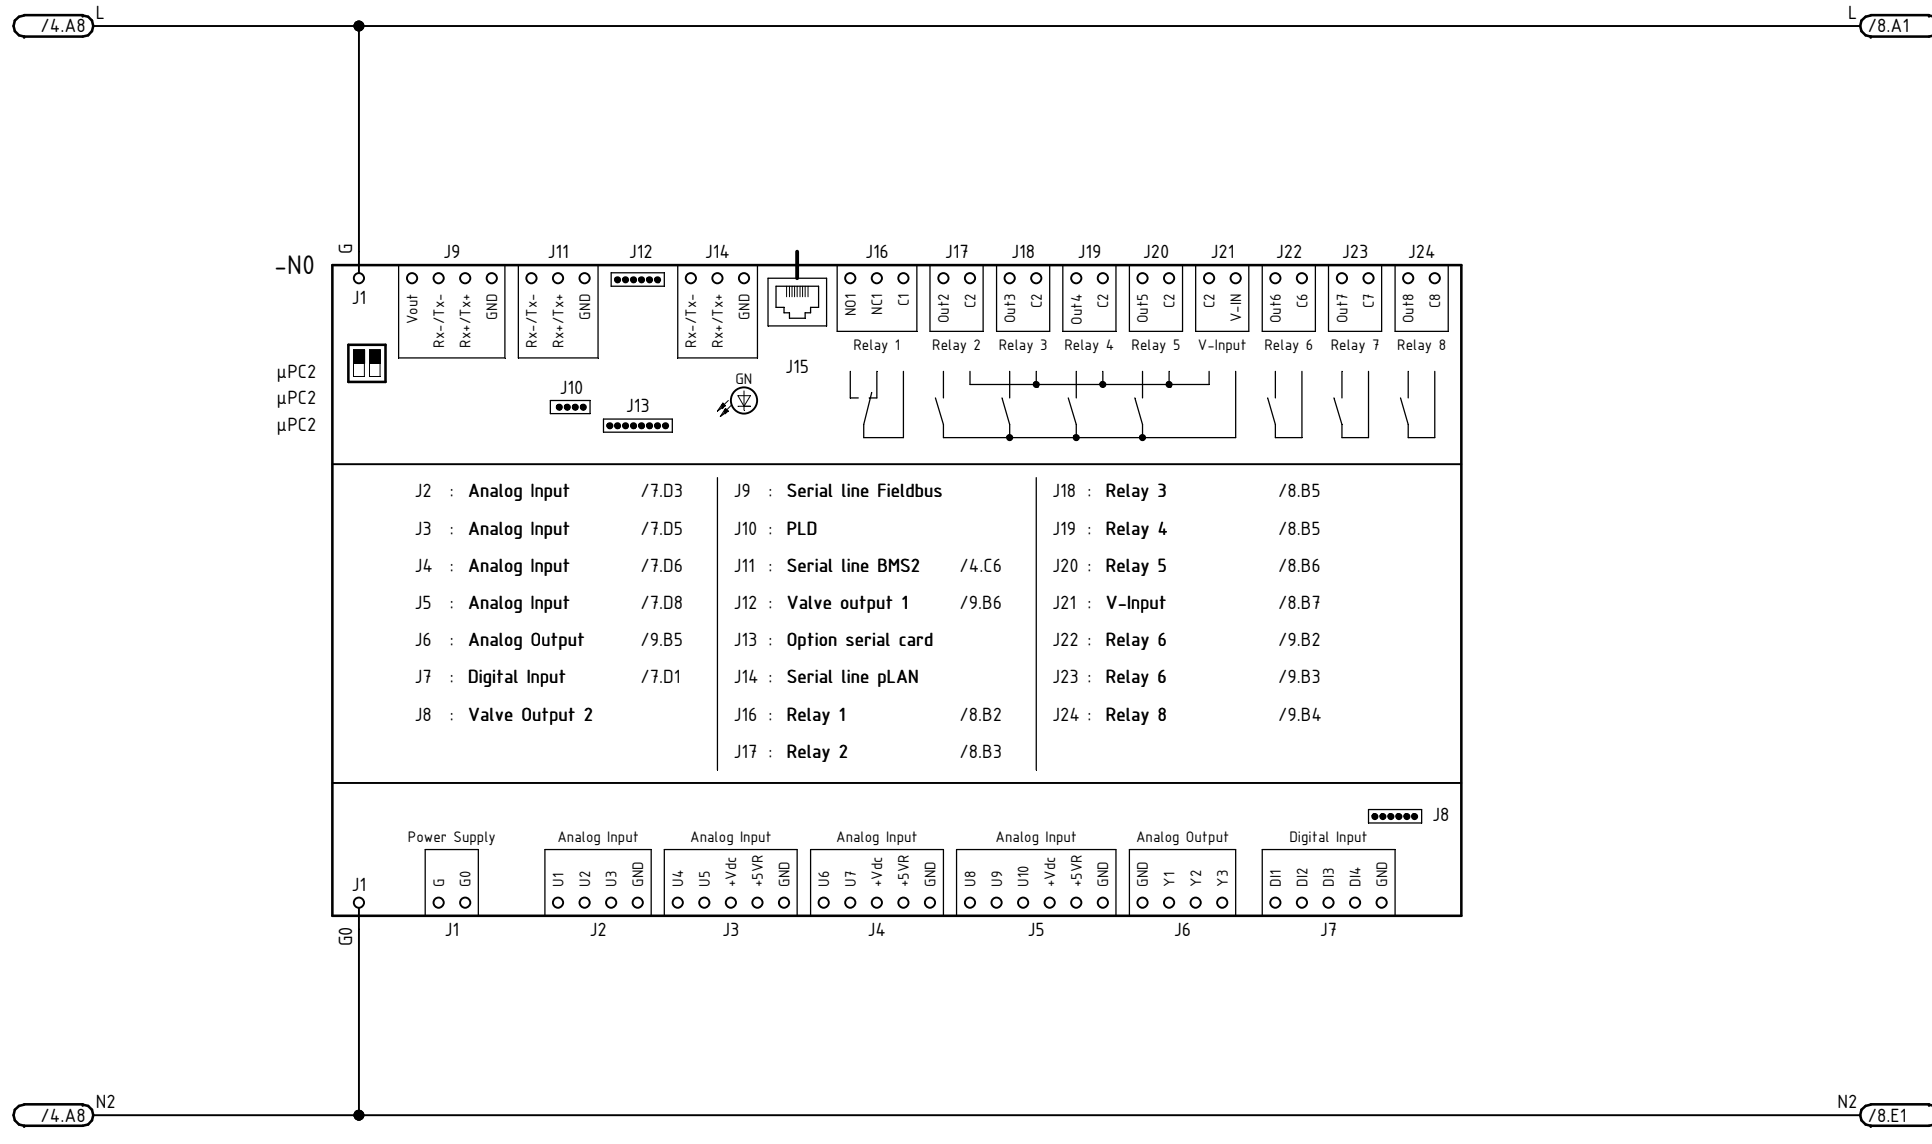 L L
/4.A8 /8.A1
G
J9 J11 J12 J14 J16 J17 J18 J19 J20 J21 J22 J23 J24
-N0
J1
Vout Rx-/Tx- Rx+/Tx+ GND Rx-/Tx- Rx+/Tx+ GND Rx-/Tx- Rx+/Tx+ GND NO1 NC1 C1 Out2 C2 Out3 C2 Out4 C2 Out5 C2 C2 V-IN Out6 C6 Out7 C7 Out8 C8
Relay 1 Relay 2 Relay 3 Relay 4 Relay 5 V-Input Relay 6 Relay 7 Relay 8
J15
µPC2
µPC2
µPC2
J10 GN
J13
J2 : Analog Input /7.D3 J9 : Serial line Fieldbus J18 : Relay 3 /8.B5
J3 : Analog Input /7.D5 J10 : PLD J19 : Relay 4 /8.B5
J4 : Analog Input /7.D6 J11 : Serial line BMS2 /4.C6 J20 : Relay 5 /8.B6
J5 : Analog Input /7.D8 J12 : Valve output 1 /9.B6 J21 : V-Input /8.B7
J6 : Analog Output /9.B5 J13 : Option serial card J22 : Relay 6 /9.B2
J7 : Digital Input /7.D1 J14 : Serial line pLAN J23 : Relay 6 /9.B3
J8 : Valve Output 2 J16 : Relay 1 /8.B2 J24 : Relay 8 /9.B4
J17 : Relay 2 /8.B3
J8
Power Supply Analog Input Analog Input Analog Input Analog Input Analog Output Digital Input
J1 G G0 U1 U2 U3 GND U4 U5 +Vdc +5VR GND U6 U7 +Vdc +5VR GND U8 U9 U10 +Vdc +5VR GND GND Y1 Y2 Y3 DI1 DI2 DI3 DI4 GND
G0 J1 J2 J3 J4 J5 J6 J7
N2 N2
/4.A8 /8.E1